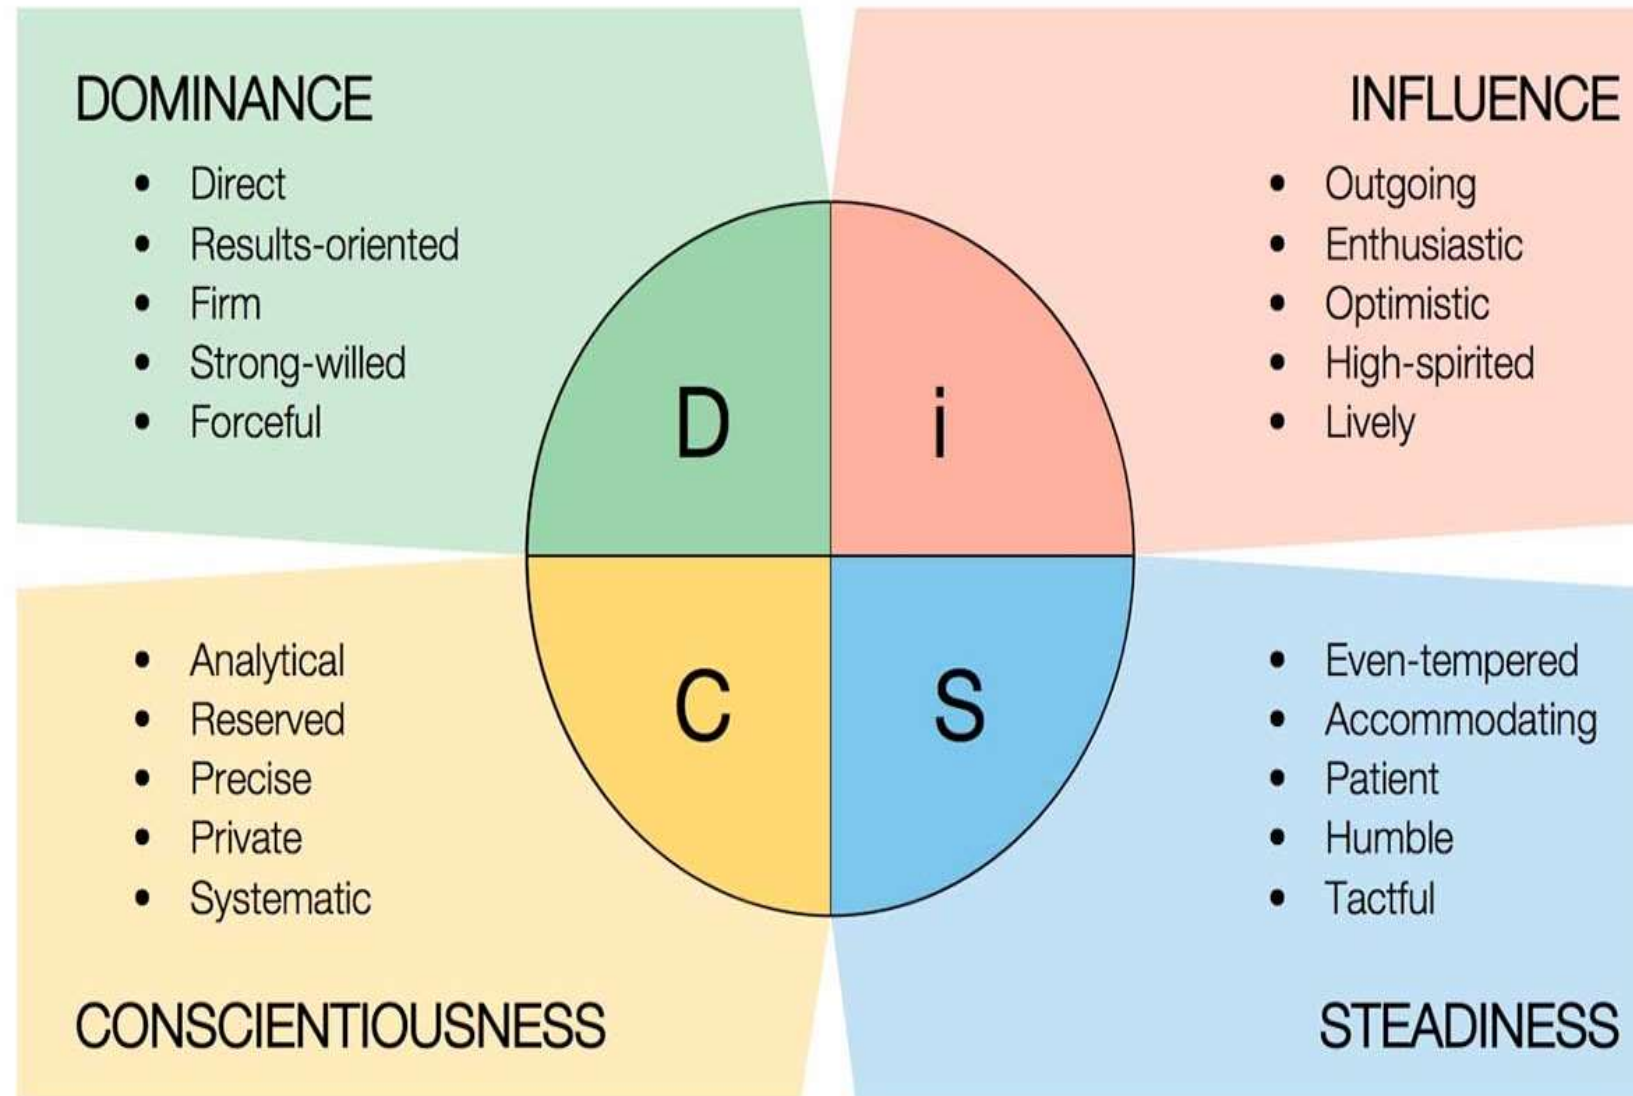 DOMINANCE
• Direct
• Results-oriented
• Firm
• Strong-willed
• Forceful
INFLUENCE
• Outgoing
• Enthusiastic
• Optimistic
• High-spirited
• Lively
D
i
C
S
• Analytical
• Reserved
• Precise
• Private
• Systematic
CONSCIENTIOUSNESS
• Even-tempered
• Accommodating
• Patient
• Humble
• Tactful
STEADINESS